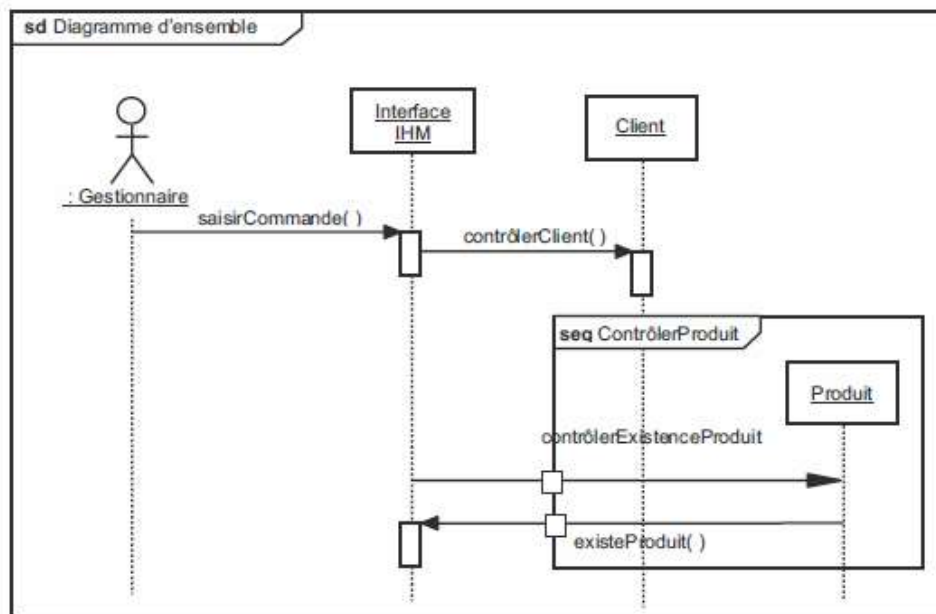 sd Diagramme d'ensemble
Interface
IHM
Client
: Gestionnaire
saisirCommande( )
contrôlerClient( )
seq ContrôlerProduit
Produit
contrôlerExistenceProduit
existeProduit( )